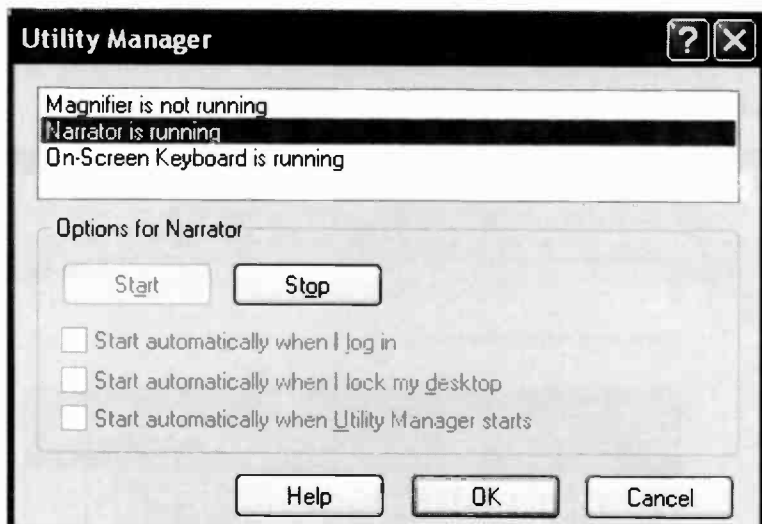 Utility Manager
Magnifier is not running
Narrator is running
On-Screen Keyboard is running
Options for Narrator
Start Stop
Start automatically when I log in
Start automatically when I lock my desktop
Start automatically when Utility Manager starts
Help OK Cancel